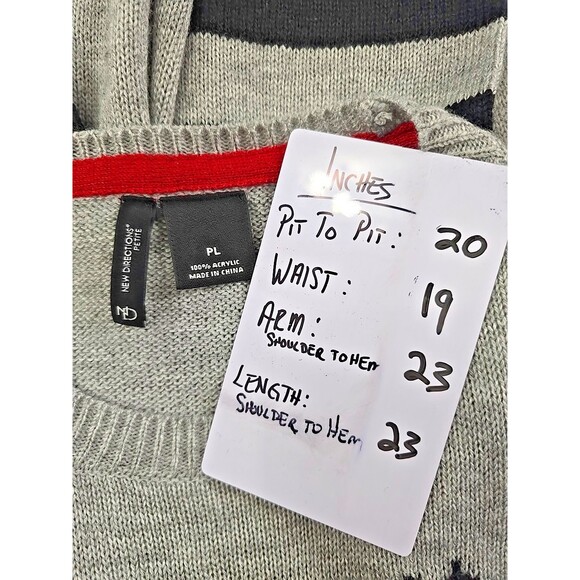 NEW DIRECTIONS®
PETITE
ND
PL
100% ACRYLIC
MADE IN CHINA
INCHES
PIT TO PIT: 20
WAIST: 19
ARM: 23
SHOULDER TO HEM
LENGTH: 23
SHOULDER TO HEM